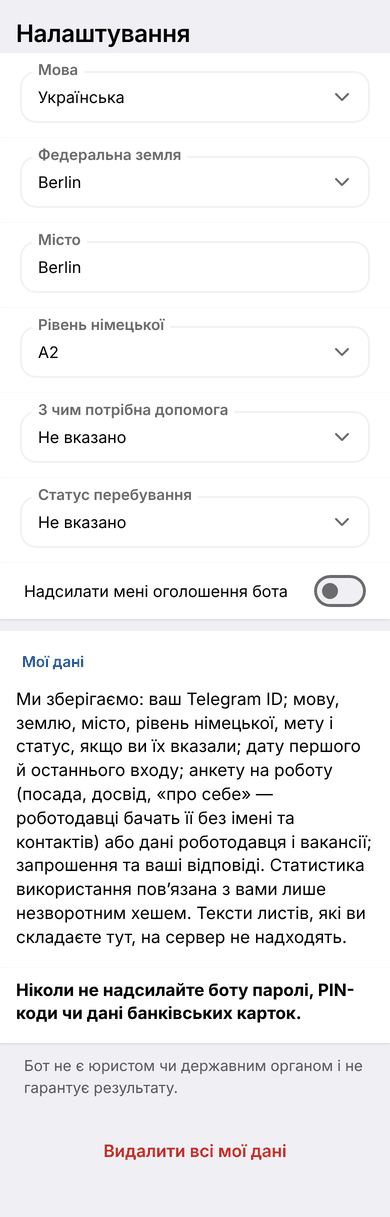 Налаштування
Мова
Українська
Федеральна земля
Berlin
Місто
Berlin
Рівень німецької
A2
З чим потрібна допомога
Не вказано
Статус перебування
Не вказано
Надсилати мені оголошення бота
Мої дані
Ми зберігаємо: ваш Telegram ID; мову,
землю, місто, рівень німецької, мету і
статус, якщо ви їх вказали; дату першого
й останнього входу; анкету на роботу
(посада, досвід, «про себе» —
роботодавці бачать її без імені та
контактів) або дані роботодавця і вакансії;
запрошення та ваші відповіді. Статистика
використання пов’язана з вами лише
незворотним хешем. Тексти листів, які ви
складаєте тут, на сервер не надходять.
Ніколи не надсилайте боту паролі, PIN-
коди чи дані банківських карток.
Бот не є юристом чи державним органом і не
гарантує результату.
Видалити всі мої дані